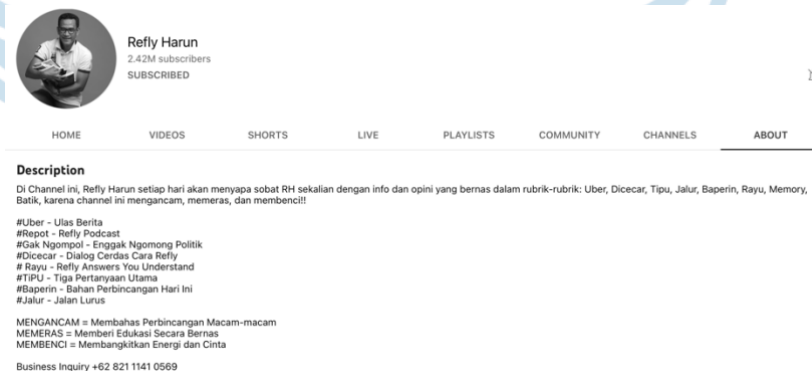 Refly Harun
2.42M subscribers
SUBSCRIBED
HOME VIDEOS SHORTS LIVE PLAYLISTS COMMUNITY CHANNELS ABOUT
Description
Di Channel ini, Refly Harun setiap hari akan menyapa sobat RH sekalian dengan info dan opini yang bernas dalam rubrik-rubrik: Uber, Dicecar, Tipu, Jalur, Baperin, Rayu, Memory,
Batik, karena channel ini mengancam, memeras, dan membenci!!
#Uber - Ulas Berita
#Repot - Refly Podcast
#Gak Ngompol - Enggak Ngomong Politik
#Dicecar - Dialog Cerdas Cara Refly
# Rayu - Refly Answers You Understand
#TiPU - Tiga Pertanyaan Utama
#Baperin - Bahan Perbincangan Hari Ini
#Jalur - Jalan Lurus
MENGANCAM = Membahas Perbincangan Macam-macam
MEMERAS = Memberi Edukasi Secara Bernas
MEMBENCI = Membangkitkan Energi dan Cinta
Business Inquiry +62 821 1141 0569